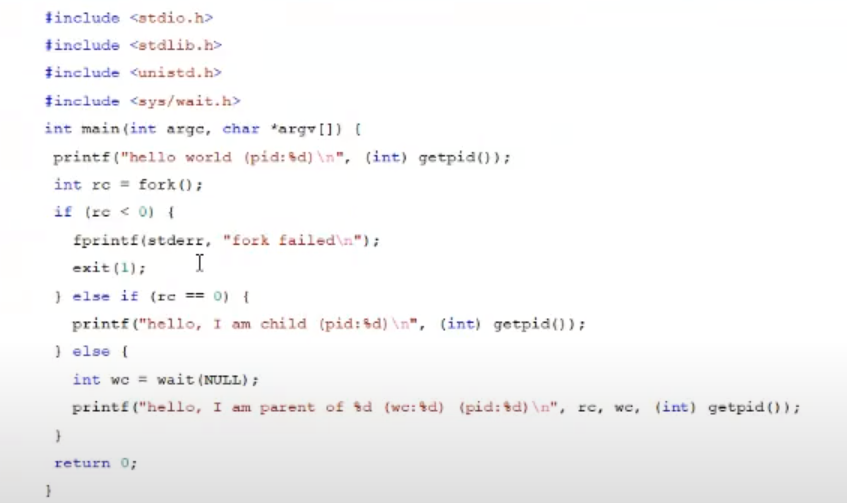 #include <stdio.h>
#include <stdlib.h>
#include <unistd.h>
#include <sys/wait.h>
int main(int argc, char *argv[]) {
printf("hello world (pid:%d)\n", (int) getpid());
int rc = fork();
if (rc < 0) {
fprintf(stderr, "fork failed\n");
exit(1);
} else if (rc == 0) {
printf("hello, I am child (pid:%d)\n", (int) getpid());
} else {
int wc = wait(NULL);
printf("hello, I am parent of %d (wc:%d) (pid:%d)\n", rc, wc, (int) getpid());
}
return 0;
}